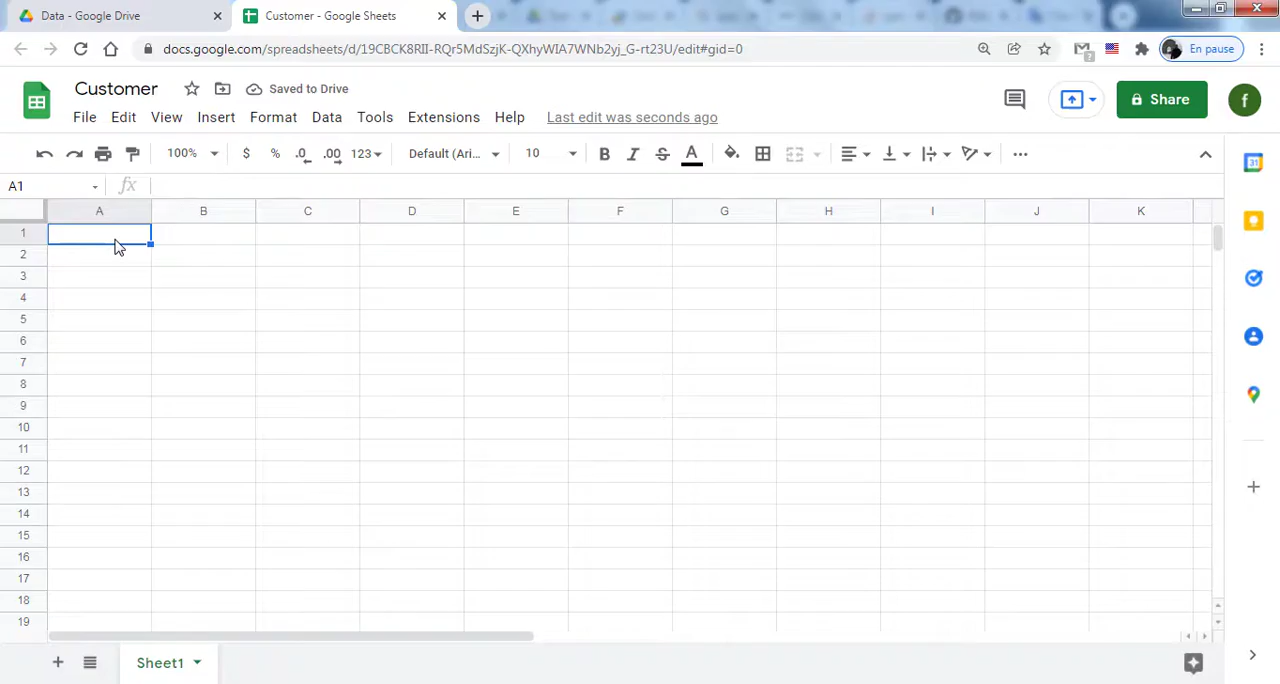 Data - Google Drive
Customer - Google Sheets
docs.google.com/spreadsheets/d/19CBCK8RII-RQr5MdSzjK-QXhyWIA7WNb2yj_G-rt23U/edit#gid=0
En pause
Customer
Saved to Drive
Share
f
File Edit View Insert Format Data Tools Extensions Help Last edit was seconds ago
100% $ % .0 .00 123 Default (Ari... 10 B I S A
A1 fx
A B C D E F G H I J K
1
2
3
4
5
6
7
8
9
10
11
12
13
14
15
16
17
18
19
Sheet1